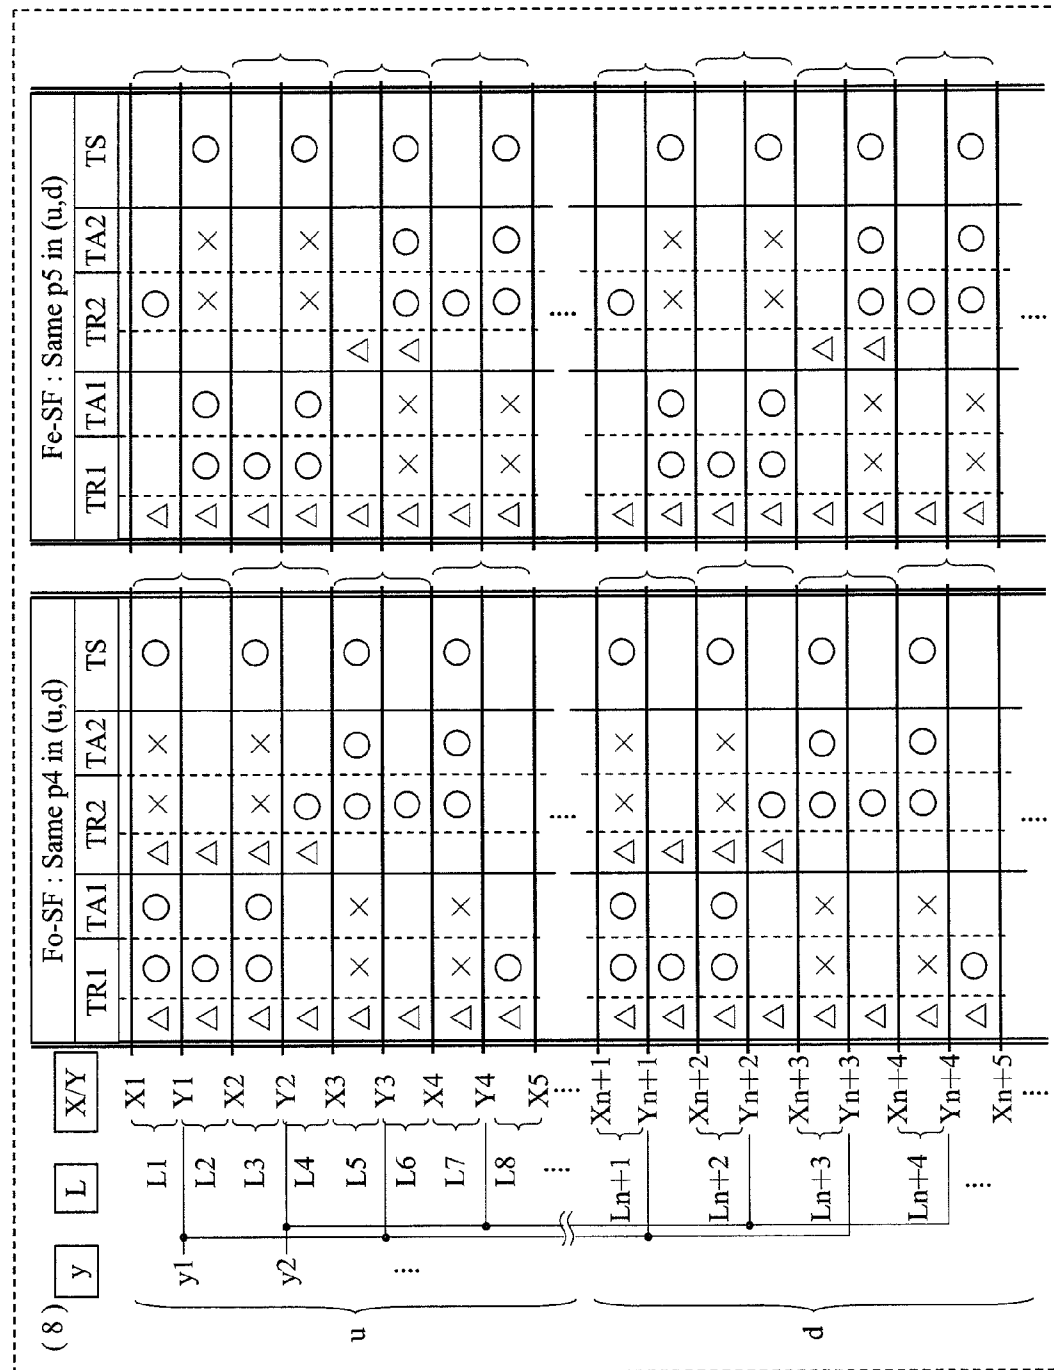 ( 8 )
y L X/Y
Fo-SF : Same p4 in (u,d)
Fe-SF : Same p5 in (u,d)
TR1 TA1 TR2 TA2 TS
TR1 TA1 TR2 TA2 TS
X1
L1
y1 Y1
L2
X2
L3
y2 Y2
L4
X3
L5
Y3
L6
X4
L7
Y4
L8
X5
u
Xn+1
Ln+1
Yn+1
Xn+2
Ln+2
Yn+2
Xn+3
Ln+3
Yn+3
Xn+4
Ln+4
Yn+4
Xn+5
d